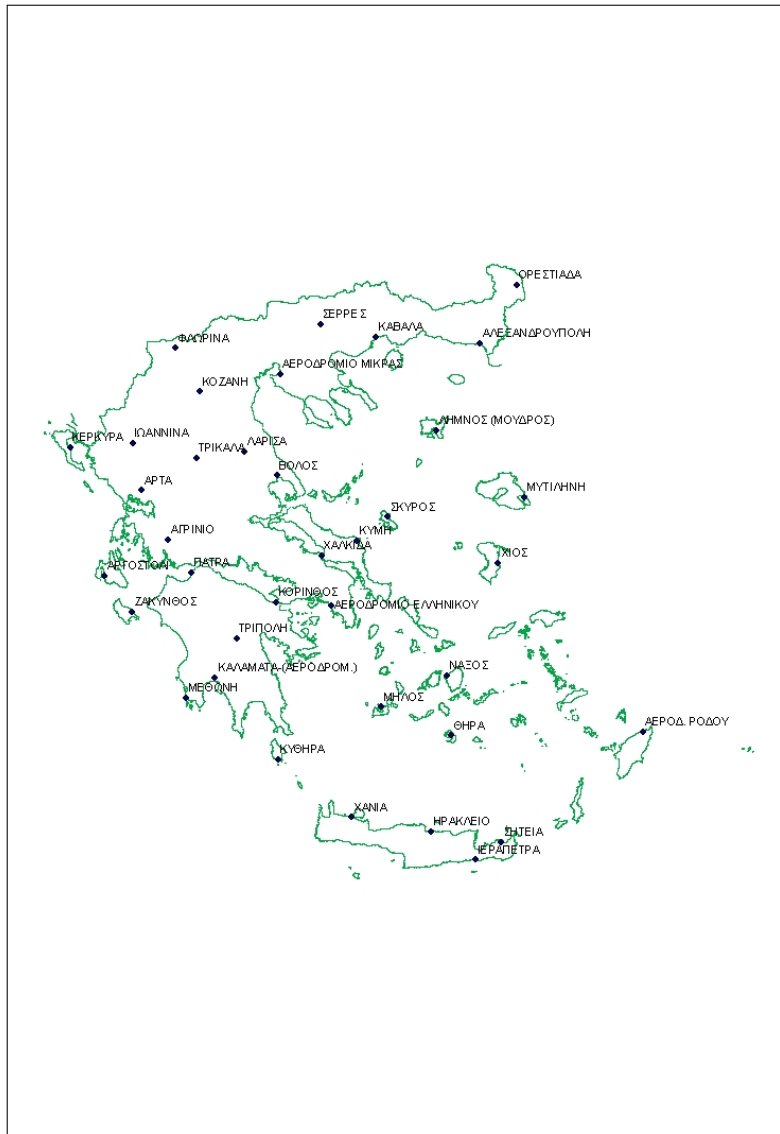 ΟΡΕΣΤΙΑΔΑ
ΣΕΡΡΕΣ
ΚΑΒΑΛΑ
ΑΛΕΞΑΝΔΡΟΥΠΟΛΗ
ΦΛΩΡΙΝΑ
ΑΕΡΟΔΡΟΜΙΟ ΜΙΚΡΑΣ
ΚΟΖΑΝΗ
ΛΗΜΝΟΣ (ΜΟΥΔΡΟΣ)
ΚΕΡΚΥΡΑ
ΙΩΑΝΝΙΝΑ
ΛΑΡΙΣΑ
ΤΡΙΚΑΛΑ
ΒΟΛΟΣ
ΑΡΤΑ
ΜΥΤΙΛΗΝΗ
ΣΚΥΡΟΣ
ΑΓΡΙΝΙΟ
ΚΥΜΗ
ΧΑΛΚΙΔΑ
ΧΙΟΣ
ΑΡΓΟΣΤΟΛΙ
ΠΑΤΡΑ
ΖΑΚΥΝΘΟΣ
ΚΟΡΙΝΘΟΣ
ΑΕΡΟΔΡΟΜΙΟ ΕΛΛΗΝΙΚΟΥ
ΤΡΙΠΟΛΗ
ΚΑΛΑΜΑΤΑ-(ΑΕΡΟΔΡΟΜ.)
ΝΑΞΟΣ
ΜΕΘΩΝΗ
ΜΗΛΟΣ
ΘΗΡΑ
ΑΕΡΟΔ. ΡΟΔΟΥ
ΚΥΘΗΡΑ
ΧΑΝΙΑ
ΗΡΑΚΛΕΙΟ
ΣΗΤΕΙΑ
ΙΕΡΑΠΕΤΡΑ